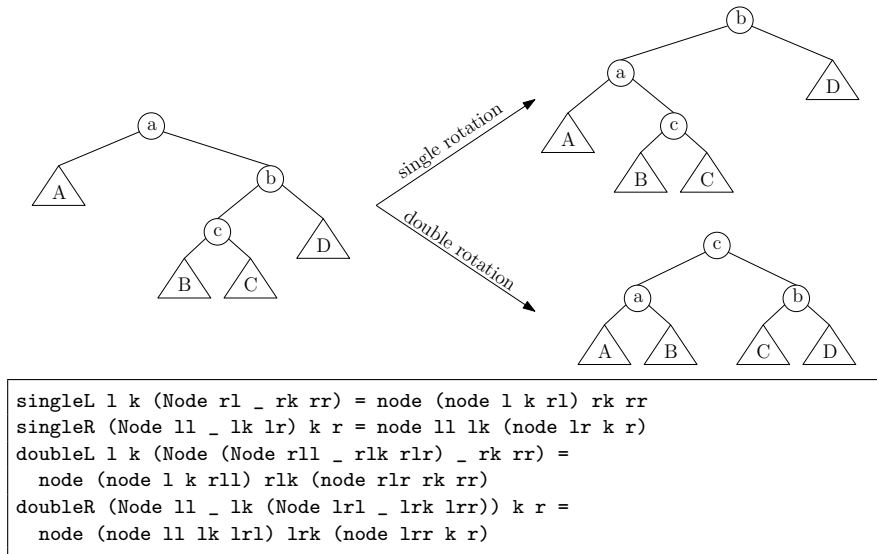 a
A
b
c
D
B
C
single rotation
double rotation
b
a
D
A
c
B
C
c
a
b
A
B
C
D
singleL l k (Node rl _ rk rr) = node (node l k rl) rk rr
singleR (Node ll _ lk lr) k r = node ll lk (node lr k r)
doubleL l k (Node (Node rll _ rlk rlr) _ rk rr) =
node (node l k rll) rlk (node rlr rk rr)
doubleR (Node ll _ lk (Node lrl _ lrk lrr)) k r =
node (node ll lk lrl) lrk (node lrr k r)